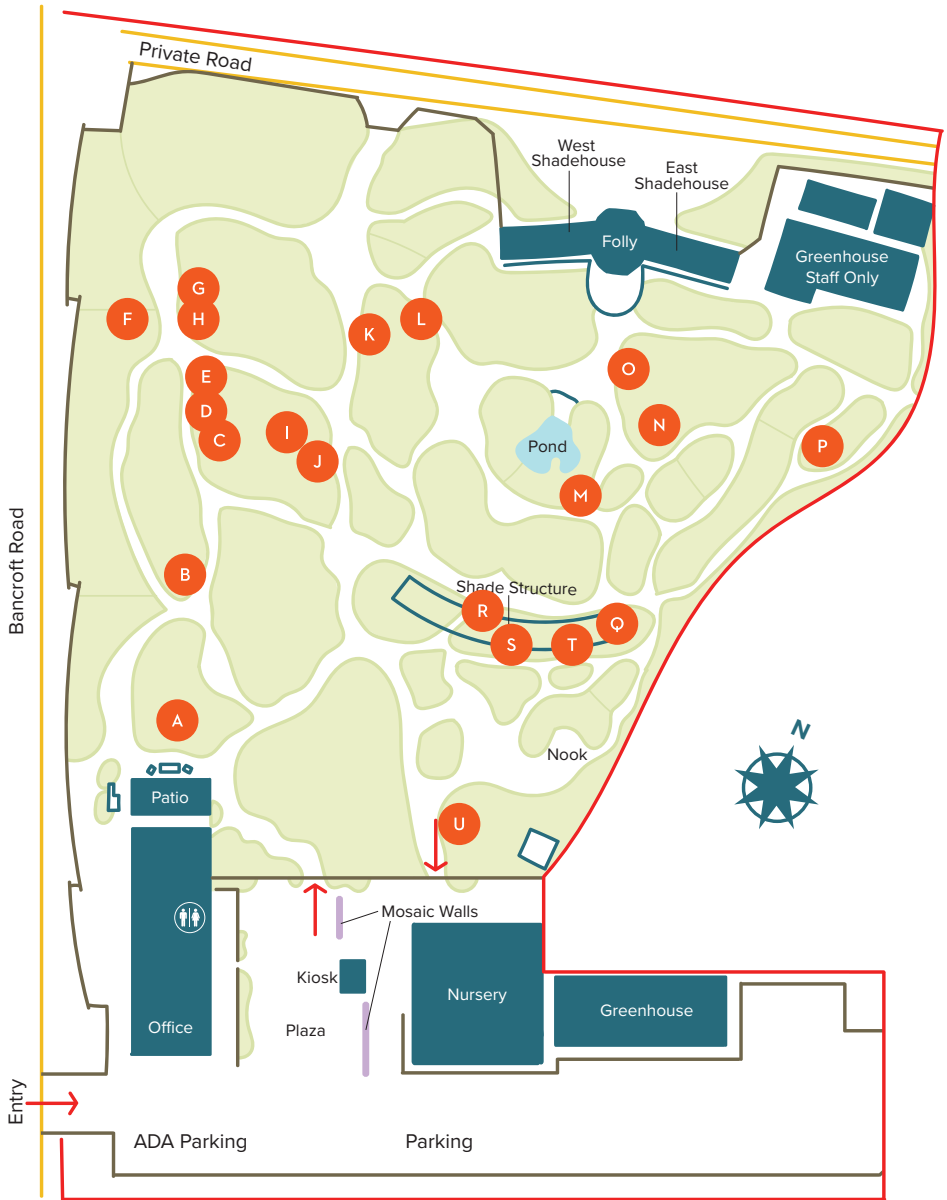 Private Road
West
Shadehouse
East
Shadehouse
Folly
Greenhouse
Staff Only
G
H
F
K
L
E
O
D
C
I
J
N
P
Pond
M
Bancroft Road
B
Shade Structure
R
S
T
Q
A
N
Nook
Patio
U
Mosaic Walls
Kiosk
Nursery
Greenhouse
Office
Plaza
Entry
ADA Parking
Parking